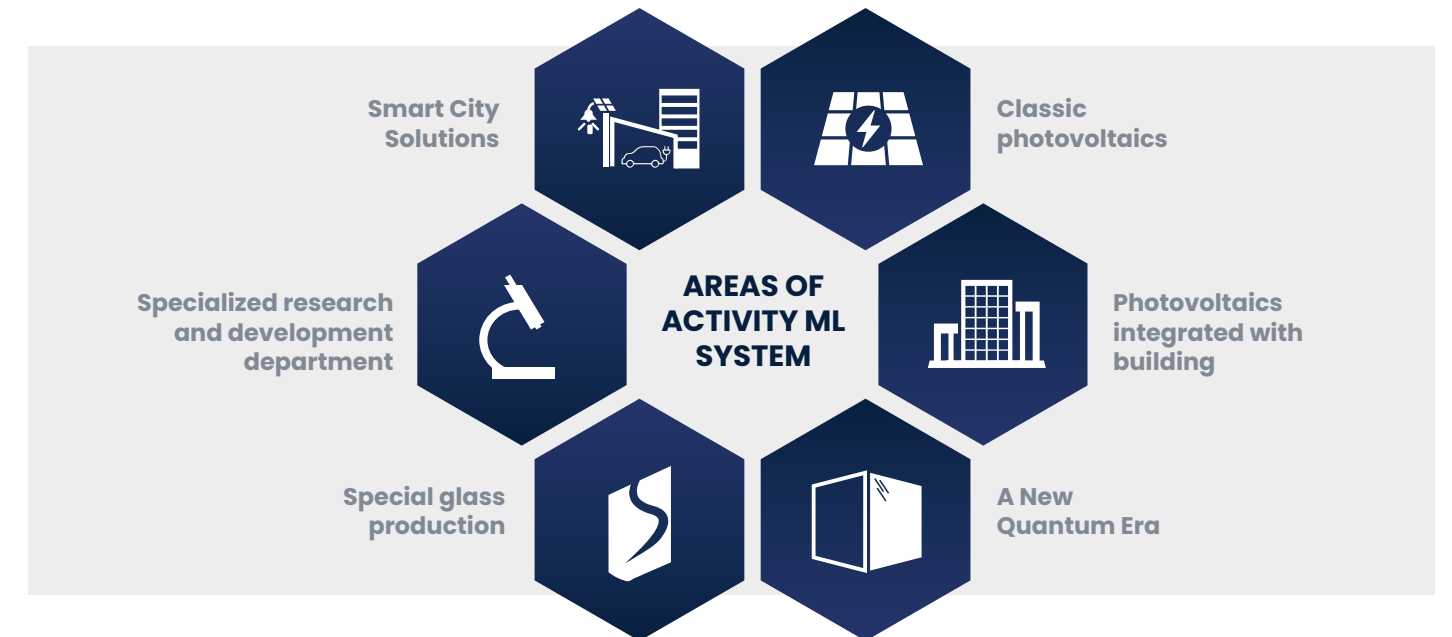 Smart City
Solutions
Classic
photovoltaics
Specialized research
and development
department
AREAS OF
ACTIVITY ML
SYSTEM
Photovoltaics
integrated with
building
Special glass
production
A New
Quantum Era